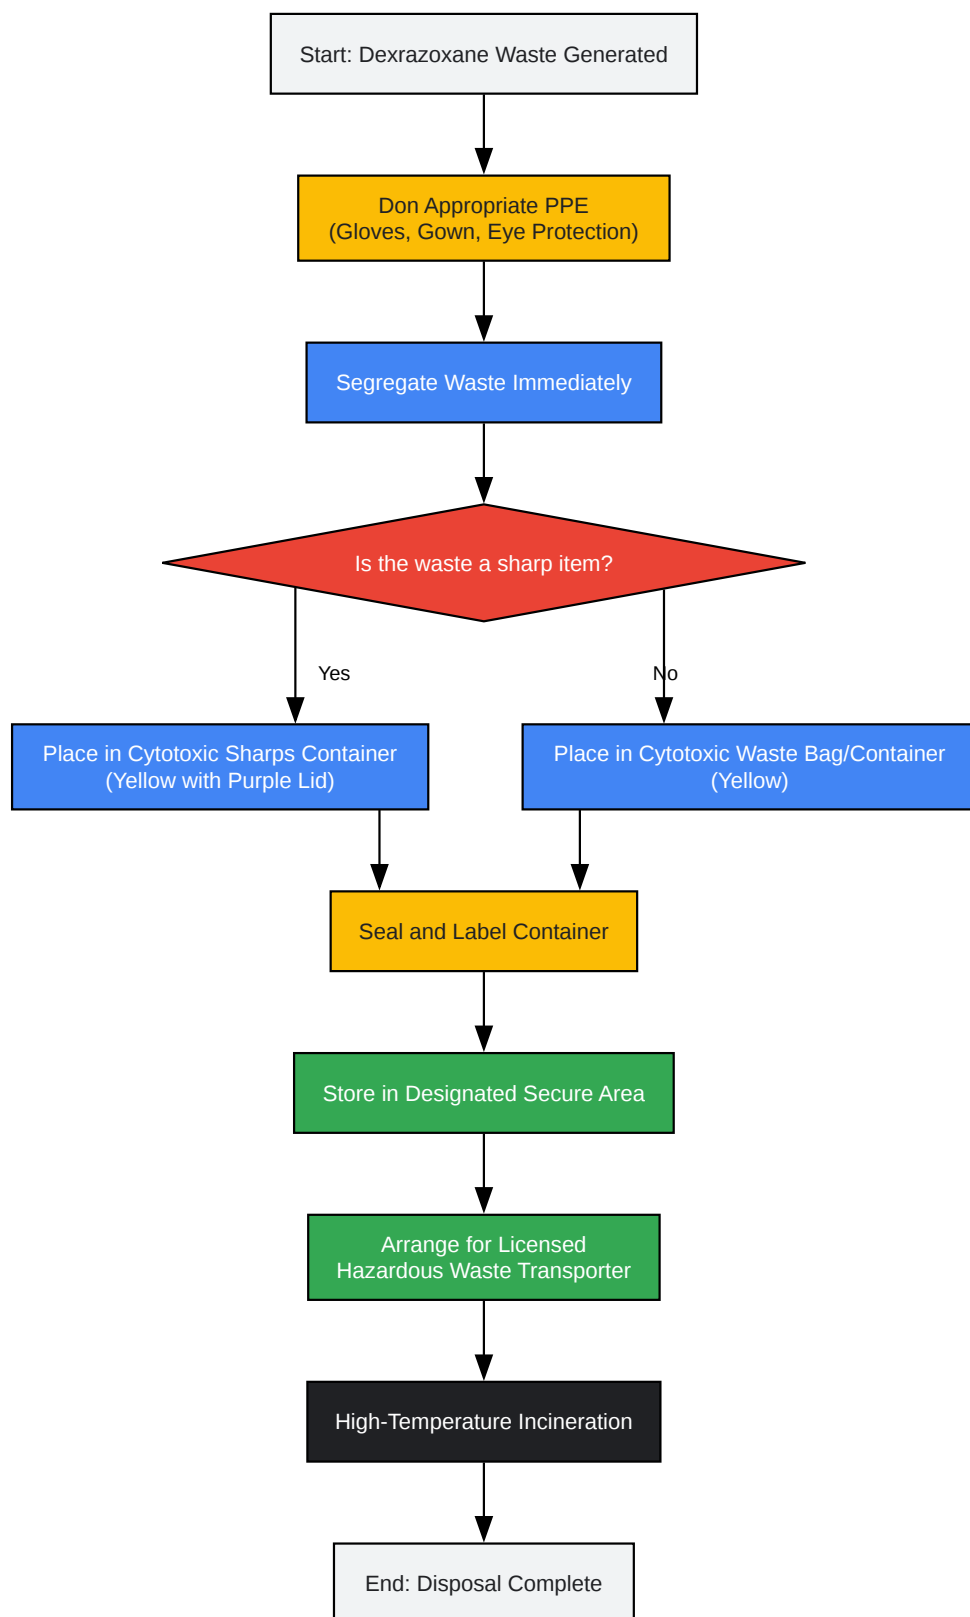 Start: Dexrazoxane Waste Generated
Don Appropriate PPE
(Gloves, Gown, Eye Protection)
Segregate Waste Immediately
Is the waste a sharp item?
Yes
No
Place in Cytotoxic Sharps Container
(Yellow with Purple Lid)
Place in Cytotoxic Waste Bag/Container
(Yellow)
Seal and Label Container
Store in Designated Secure Area
Arrange for Licensed
Hazardous Waste Transporter
High-Temperature Incineration
End: Disposal Complete